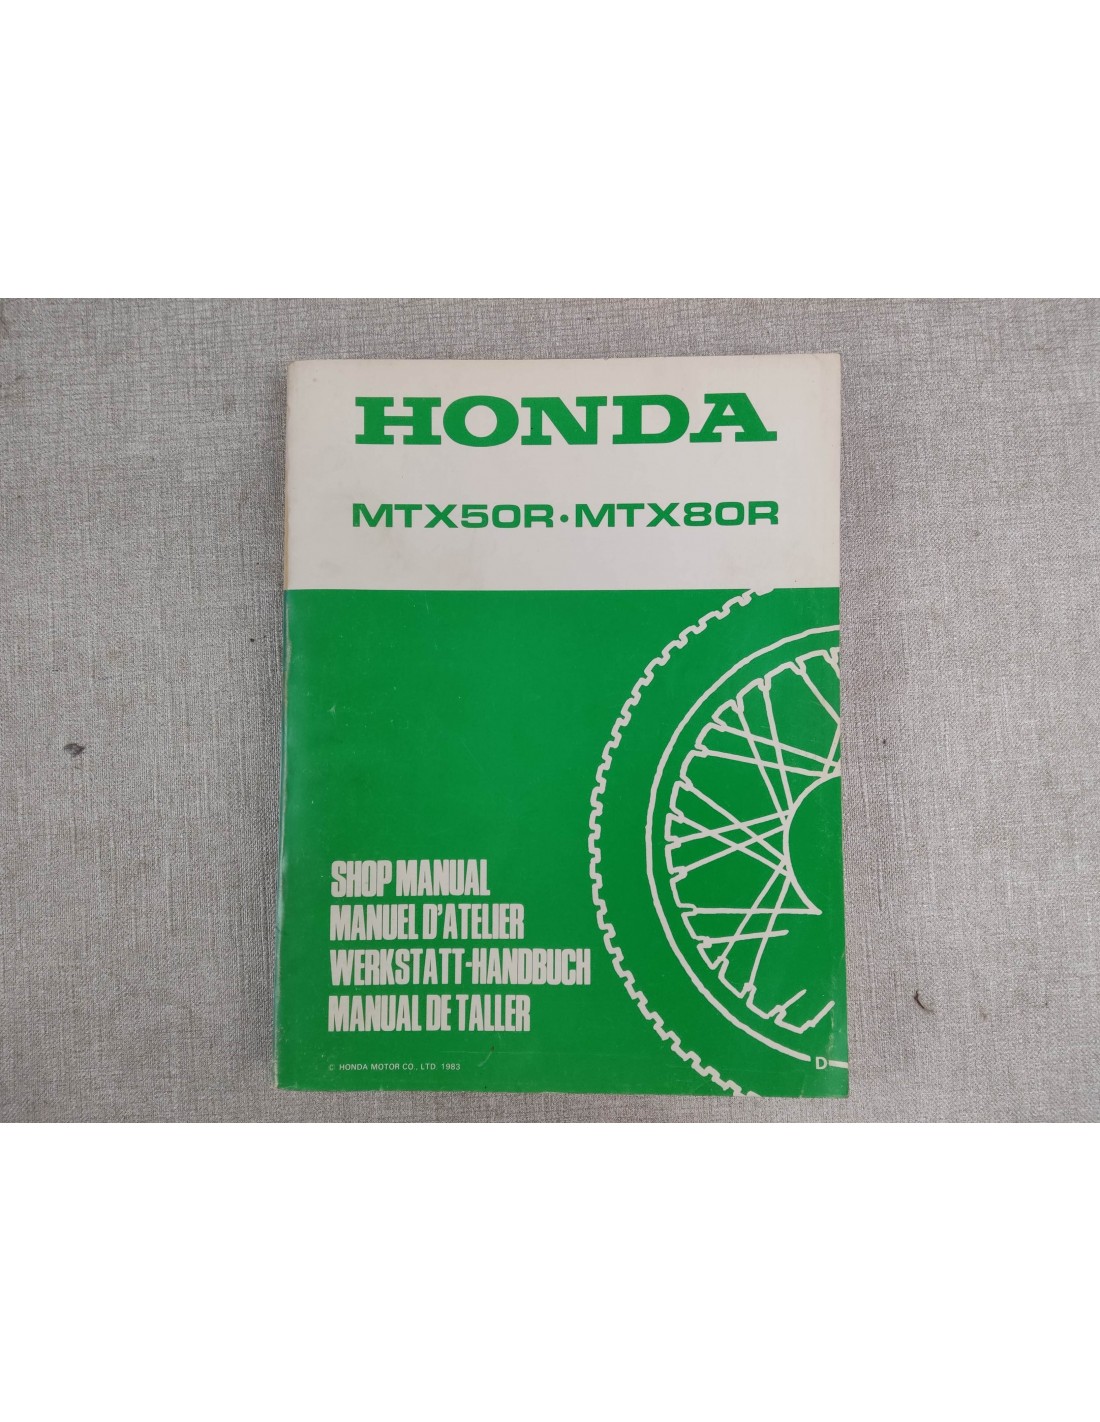 HONDA
MTX50R·MTX80R
SHOP MANUAL
MANUEL D'ATELIER
WERKSTATT-HANDBUCH
MANUAL DE TALLER
© HONDA MOTOR CO., LTD. 1983
D